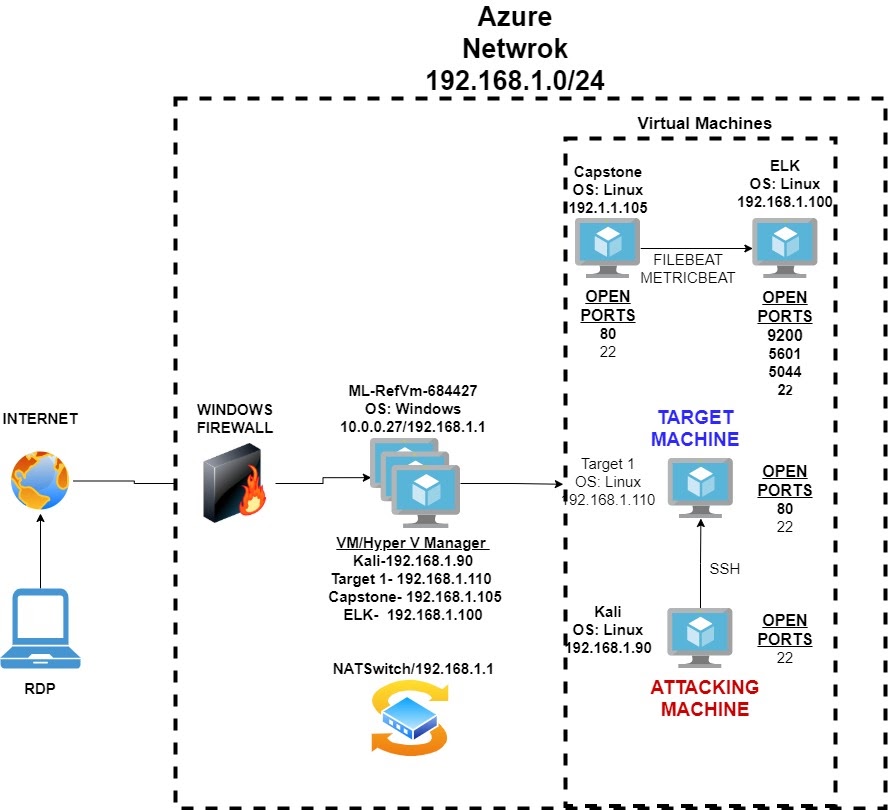 Azure
Netwrok
192.168.1.0/24
Virtual Machines
Capstone
OS: Linux
192.1.1.105
ELK
OS: Linux
192.168.1.100
FILEBEAT
METRICBEAT
OPEN
PORTS
80
22
OPEN
PORTS
9200
5601
5044
22
INTERNET
WINDOWS
FIREWALL
ML-RefVm-684427
OS: Windows
10.0.0.27/192.168.1.1
TARGET
MACHINE
Target 1
OS: Linux
192.168.1.110
OPEN
PORTS
80
22
VM/Hyper V Manager
Kali-192.168.1.90
Target 1- 192.168.1.110
Capstone- 192.168.1.105
ELK-  192.168.1.100
SSH
Kali
OS: Linux
192.168.1.90
OPEN
PORTS
22
ATTACKING
MACHINE
RDP
NATSwitch/192.168.1.1